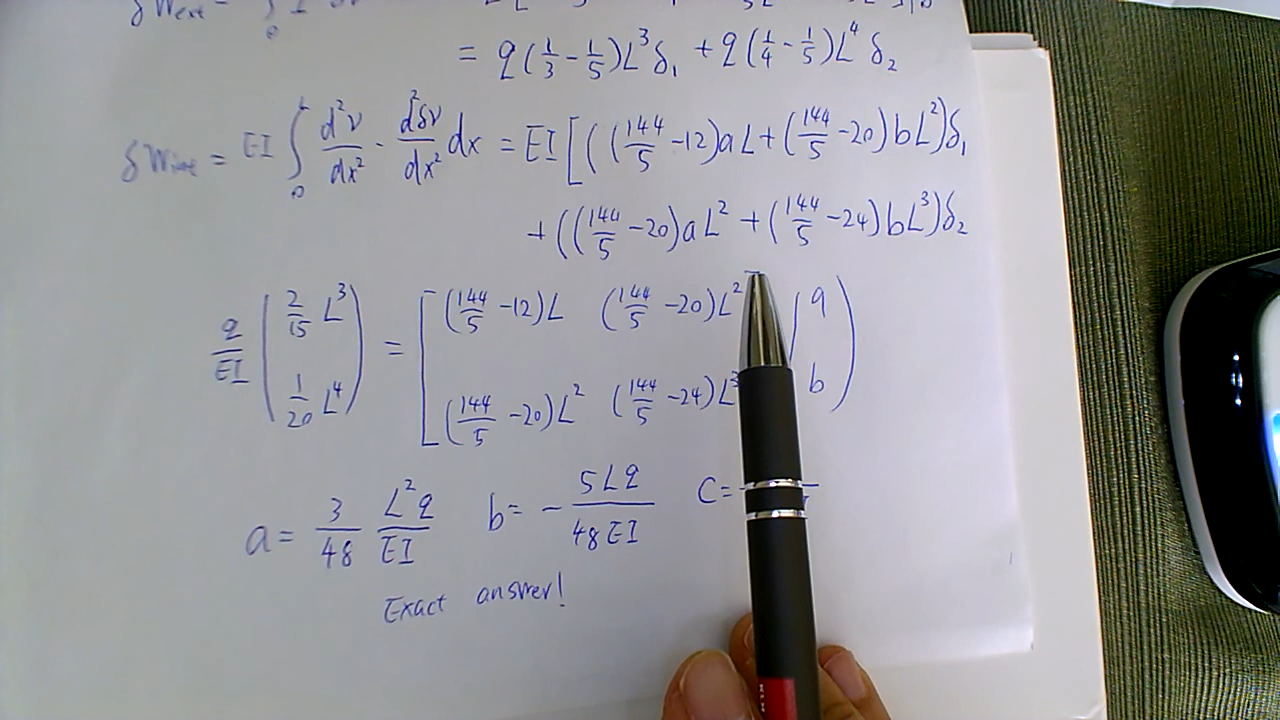 δW_ext =
= q(1/3 - 1/5)L³δ₁ + q(1/4 - 1/5)L⁴ δ₂
= EI ∫₀ᴸ d²v/dx² · d²δv/dx² dx = EI[((144/5 - 12)aL + (144/5 - 20)bL²)δ₁
+ ((144/5 - 20)aL² + (144/5 - 24)bL³)δ₂
q/EI (2/15 L³ 1/20 L⁴) = [(144/5 - 12)L (144/5 - 20)L² (144/5 - 20)L² (144/5 - 24)L³ (a b)
a = 3/48 L²q/EI b = - 5Lq/48EI C =
Exact answer!